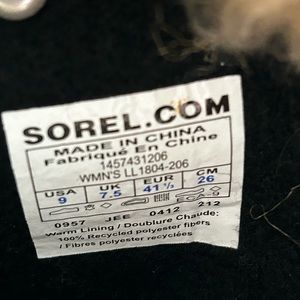 SOREL.COM
MADE IN CHINA
Fabriqué En Chine
1457431206
WMN'S LL1804-206
USA UK EUR CM
9 7.5 41⅓ 26
0957 JEE 0412 212
Warm Lining / Doublure Chaude:
100% Recycled polyester fibers
/ Fibres polyester recyclées